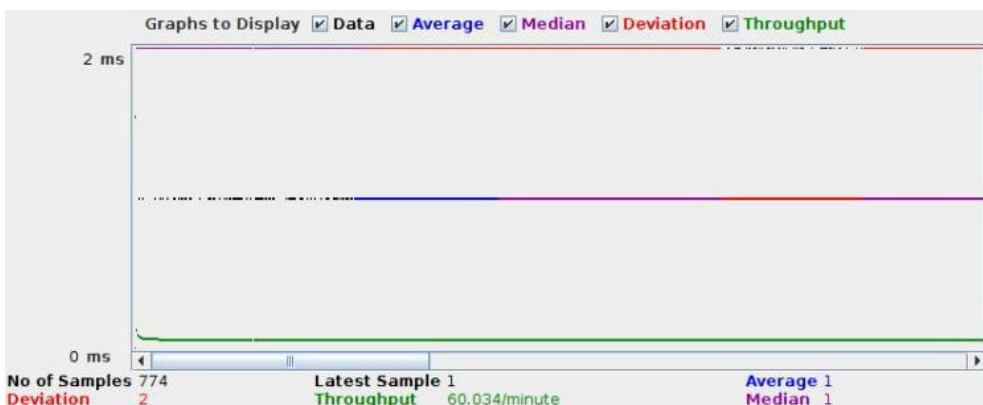 Graphs to Display Data Average Median Deviation Throughput
2 ms
0 ms
No of Samples 774 Latest Sample 1 Average 1
Deviation 2 Throughput 60.034/minute Median 1